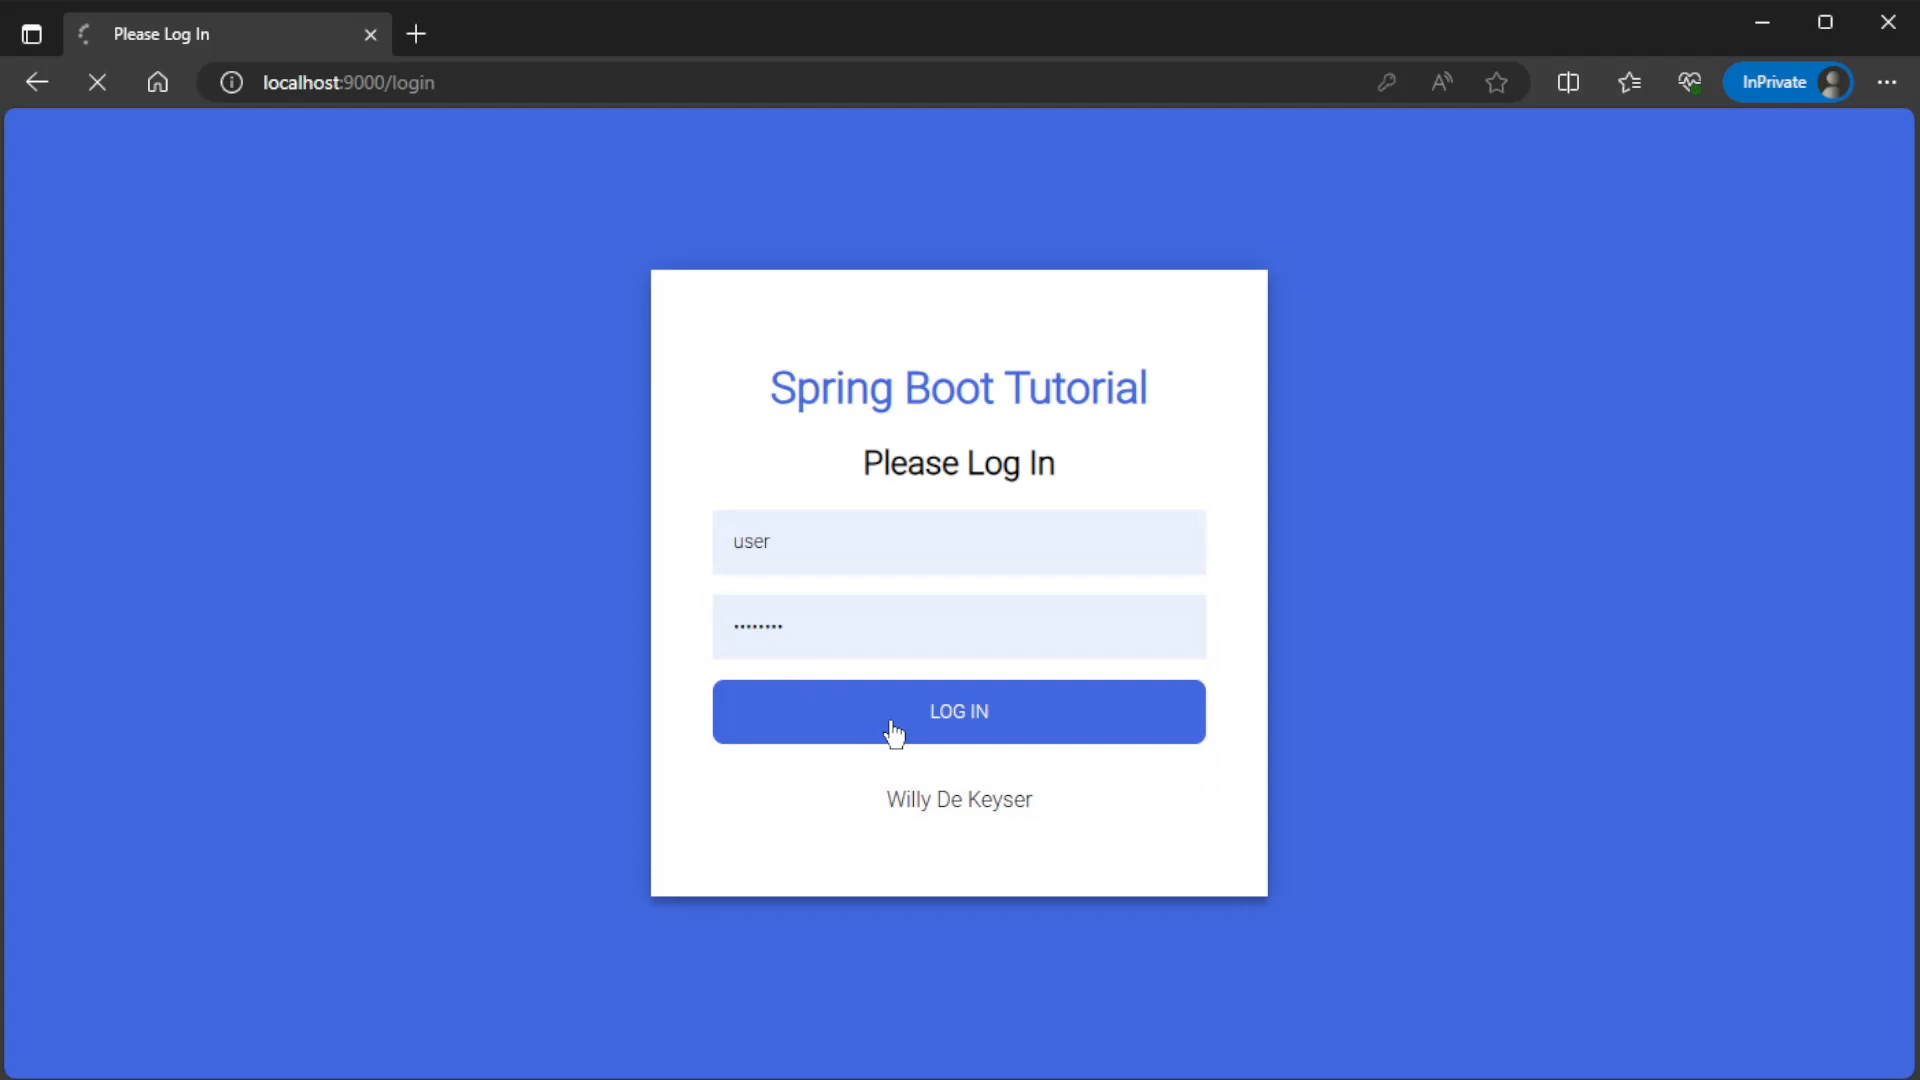 Please Log In
localhost:9000/login
InPrivate
Spring Boot Tutorial
Please Log In
user
••••••••
LOG IN
Willy De Keyser